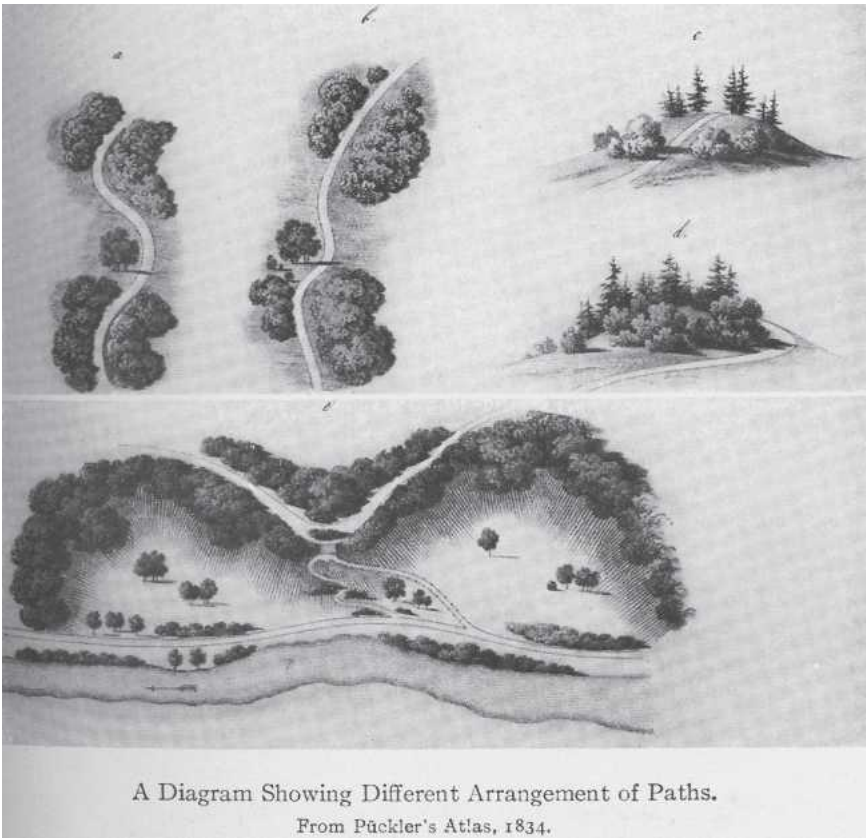 a
b.
c
d.
e
A Diagram Showing Different Arrangement of Paths.
From Pückler's Atlas, 1834.